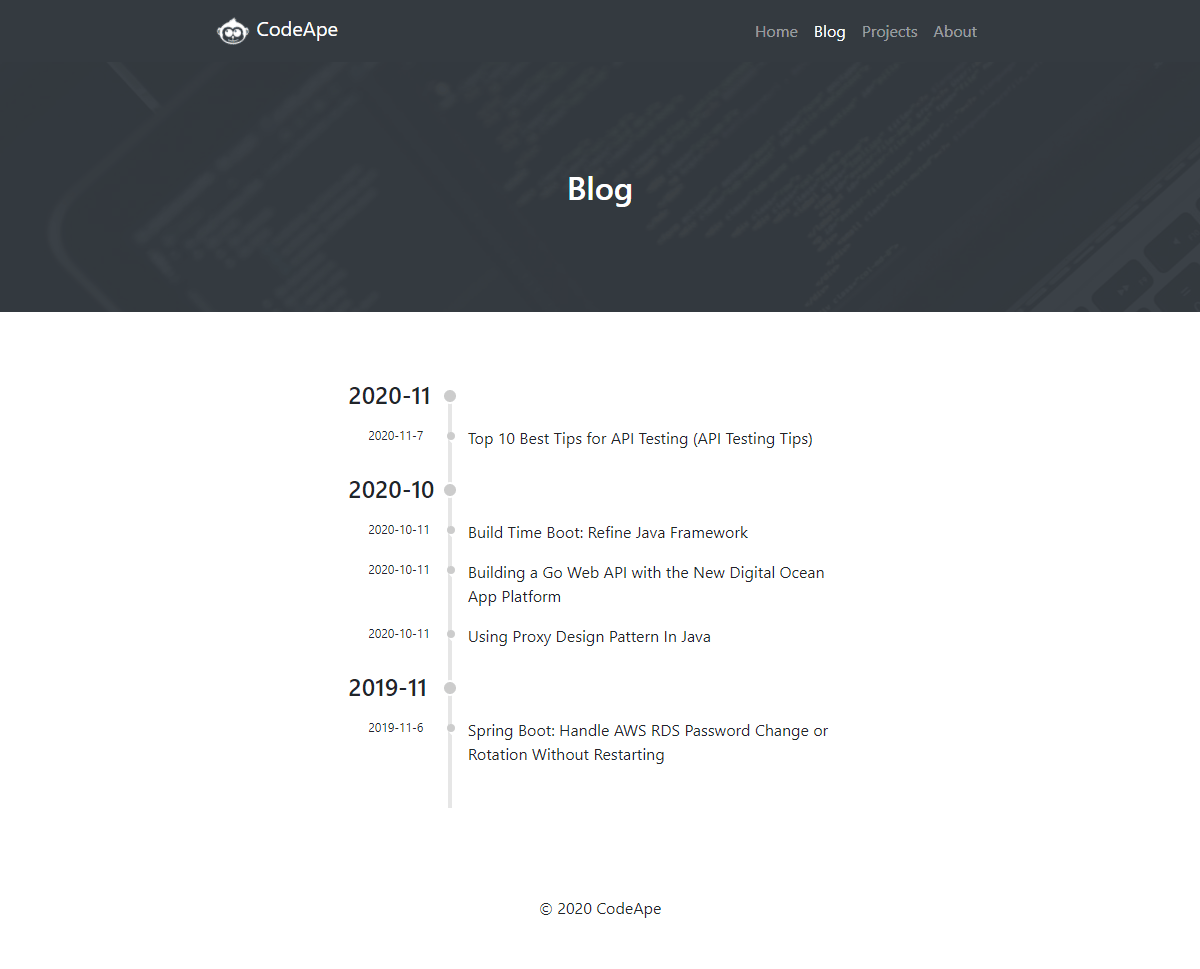 CodeApe
Home Blog Projects About
Blog
2020-11
2020-11-7 Top 10 Best Tips for API Testing (API Testing Tips)
2020-10
2020-10-11 Build Time Boot: Refine Java Framework
2020-10-11 Building a Go Web API with the New Digital Ocean
App Platform
2020-10-11 Using Proxy Design Pattern In Java
2019-11
2019-11-6 Spring Boot: Handle AWS RDS Password Change or
Rotation Without Restarting
© 2020 CodeApe